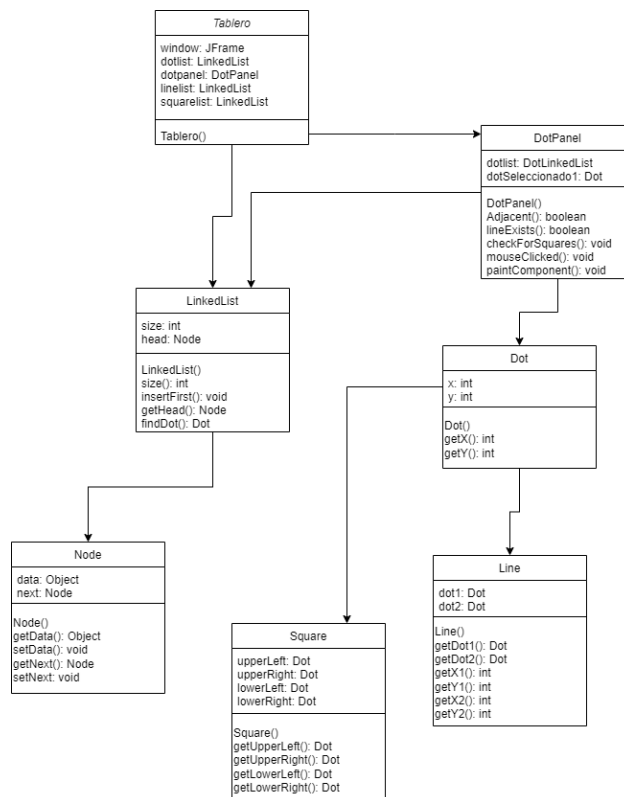 Tablero
window: JFrame
dotlist: LinkedList
dotpanel: DotPanel
linelist: LinkedList
squarelist: LinkedList
Tablero()
DotPanel
dotlist: DotLinkedList
dotSeleccionado1: Dot
DotPanel()
Adjacent(): boolean
lineExists(): boolean
checkForSquares(): void
mouseClicked(): void
paintComponent(): void
LinkedList
size: int
head: Node
LinkedList()
size(): int
insertFirst(): void
getHead(): Node
findDot(): Dot
Dot
x: int
y: int
Dot()
getX(): int
getY(): int
Node
data: Object
next: Node
Node()
getData(): Object
setData(): void
getNext(): Node
setNext: void
Line
dot1: Dot
dot2: Dot
Line()
getDot1(): Dot
getDot2(): Dot
getX1(): int
getY1(): int
getX2(): int
getY2(): int
Square
upperLeft: Dot
upperRight: Dot
lowerLeft: Dot
lowerRight: Dot
Square()
getUpperLeft(): Dot
getUpperRight(): Dot
getLowerLeft(): Dot
getLowerRight(): Dot